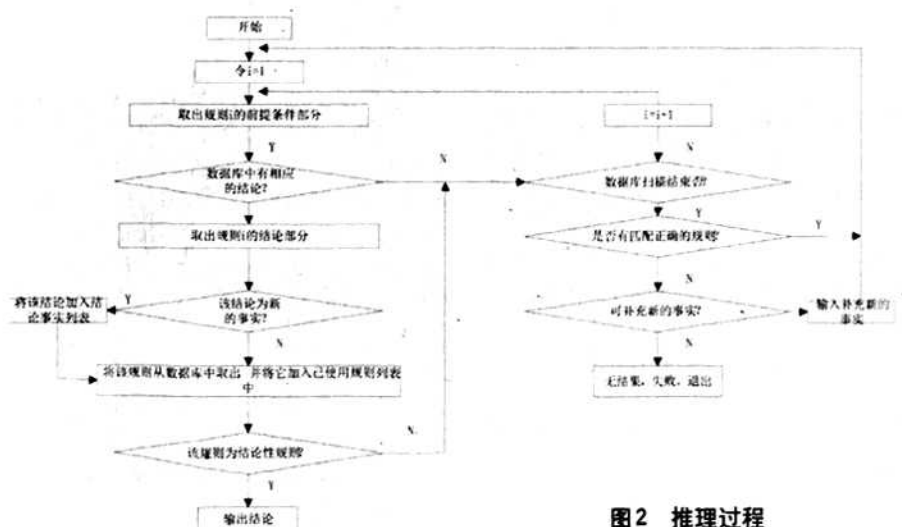 开始
令i=1
取出规则i的前提条件部分
i=i+1
Y
N
N
数据库中有相应
的结论?
数据库扫描结束否?
Y
取出规则i的结论部分
是否有匹配正确的规则?
Y
N
将该结论加入结
论事实列表
Y
该结论为新
的事实?
可补充新的事实?
输入补充新的
事实
N
N
将该规则从数据库中取出 并将它加入已使用规则列表
中
无结果,失败,退出
N
该规则为结论性规则?
Y
输出结论
图2 推理过程